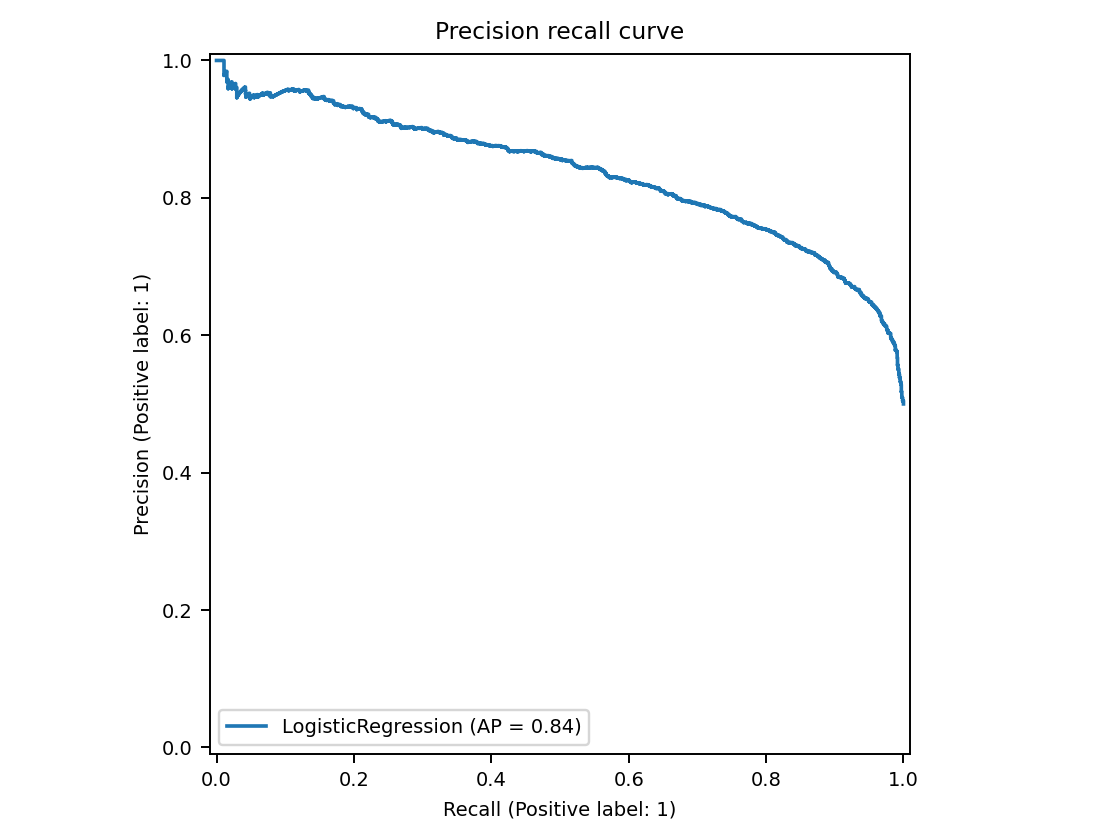 Precision recall curve
1.0
0.8
0.6
0.4
0.2
0.0
Precision (Positive label: 1)
LogisticRegression (AP = 0.84)
0.0 0.2 0.4 0.6 0.8 1.0
Recall (Positive label: 1)